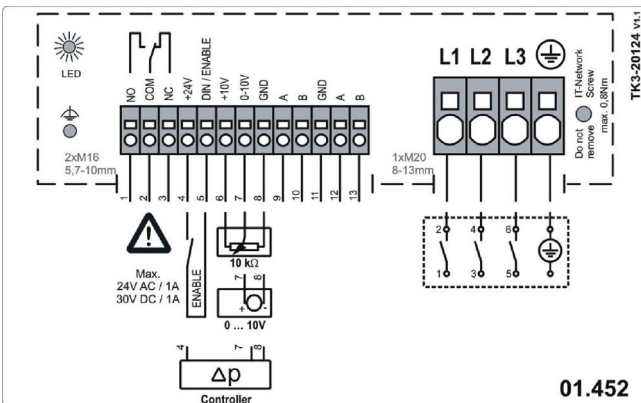 LED
NO
COM
NC
+24V
DIN / ENABLE
+10V
0-10V
GND
A
B
GND
A
B
L1 L2 L3
IT-Network
Screw
Do not
remove
max. 0,8Nm
TK3-20124 V1.1
2xM16
5,7-10mm
1xM20
8-13mm
1
2
3
4
5
6
7
8
9
10
11
12
13
Max.
24V AC / 1A
30V DC / 1A
ENABLE
10 kΩ
7
8
+
-
0 ... 10V
4
7
8
Δp
Controller
2
4
6
1
3
5
01.452